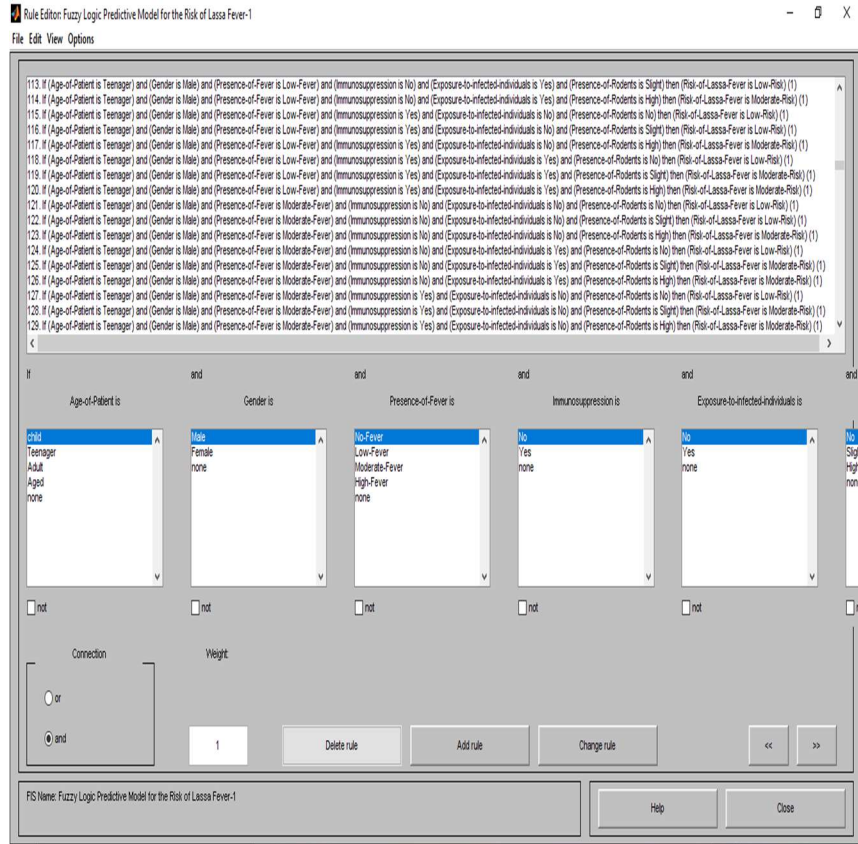 Rule Editor: Fuzzy Logic Predictive Model for the Risk of Lassa Fever-1
File Edit View Options
113. If (Age-of-Patient is Teenager) and (Gender is Male) and (Presence-of-Fever is Low-Fever) and (Immunosuppression is No) and (Exposure-to-infected-individuals is Yes) and (Presence-of-Rodents is Slight) then (Risk-of-Lassa-Fever is Low-Risk) (1)
114. If (Age-of-Patient is Teenager) and (Gender is Male) and (Presence-of-Fever is Low-Fever) and (Immunosuppression is No) and (Exposure-to-infected-individuals is Yes) and (Presence-of-Rodents is High) then (Risk-of-Lassa-Fever is Moderate-Risk) (1)
115. If (Age-of-Patient is Teenager) and (Gender is Male) and (Presence-of-Fever is Low-Fever) and (Immunosuppression is Yes) and (Exposure-to-infected-individuals is No) and (Presence-of-Rodents is No) then (Risk-of-Lassa-Fever is Low-Risk) (1)
116. If (Age-of-Patient is Teenager) and (Gender is Male) and (Presence-of-Fever is Low-Fever) and (Immunosuppression is Yes) and (Exposure-to-infected-individuals is No) and (Presence-of-Rodents is Slight) then (Risk-of-Lassa-Fever is Low-Risk) (1)
117. If (Age-of-Patient is Teenager) and (Gender is Male) and (Presence-of-Fever is Low-Fever) and (Immunosuppression is Yes) and (Exposure-to-infected-individuals is No) and (Presence-of-Rodents is High) then (Risk-of-Lassa-Fever is Moderate-Risk) (1)
118. If (Age-of-Patient is Teenager) and (Gender is Male) and (Presence-of-Fever is Low-Fever) and (Immunosuppression is Yes) and (Exposure-to-infected-individuals is Yes) and (Presence-of-Rodents is No) then (Risk-of-Lassa-Fever is Low-Risk) (1)
119. If (Age-of-Patient is Teenager) and (Gender is Male) and (Presence-of-Fever is Low-Fever) and (Immunosuppression is Yes) and (Exposure-to-infected-individuals is Yes) and (Presence-of-Rodents is Slight) then (Risk-of-Lassa-Fever is Moderate-Risk) (1)
120. If (Age-of-Patient is Teenager) and (Gender is Male) and (Presence-of-Fever is Low-Fever) and (Immunosuppression is Yes) and (Exposure-to-infected-individuals is Yes) and (Presence-of-Rodents is High) then (Risk-of-Lassa-Fever is Moderate-Risk) (1)
121. If (Age-of-Patient is Teenager) and (Gender is Male) and (Presence-of-Fever is Moderate-Fever) and (Immunosuppression is No) and (Exposure-to-infected-individuals is No) and (Presence-of-Rodents is No) then (Risk-of-Lassa-Fever is Low-Risk) (1)
122. If (Age-of-Patient is Teenager) and (Gender is Male) and (Presence-of-Fever is Moderate-Fever) and (Immunosuppression is No) and (Exposure-to-infected-individuals is No) and (Presence-of-Rodents is Slight) then (Risk-of-Lassa-Fever is Low-Risk) (1)
123. If (Age-of-Patient is Teenager) and (Gender is Male) and (Presence-of-Fever is Moderate-Fever) and (Immunosuppression is No) and (Exposure-to-infected-individuals is No) and (Presence-of-Rodents is High) then (Risk-of-Lassa-Fever is Moderate-Risk) (1)
124. If (Age-of-Patient is Teenager) and (Gender is Male) and (Presence-of-Fever is Moderate-Fever) and (Immunosuppression is No) and (Exposure-to-infected-individuals is Yes) and (Presence-of-Rodents is No) then (Risk-of-Lassa-Fever is Low-Risk) (1)
125. If (Age-of-Patient is Teenager) and (Gender is Male) and (Presence-of-Fever is Moderate-Fever) and (Immunosuppression is No) and (Exposure-to-infected-individuals is Yes) and (Presence-of-Rodents is Slight) then (Risk-of-Lassa-Fever is Moderate-Risk) (1)
126. If (Age-of-Patient is Teenager) and (Gender is Male) and (Presence-of-Fever is Moderate-Fever) and (Immunosuppression is No) and (Exposure-to-infected-individuals is Yes) and (Presence-of-Rodents is High) then (Risk-of-Lassa-Fever is Moderate-Risk) (1)
127. If (Age-of-Patient is Teenager) and (Gender is Male) and (Presence-of-Fever is Moderate-Fever) and (Immunosuppression is Yes) and (Exposure-to-infected-individuals is No) and (Presence-of-Rodents is No) then (Risk-of-Lassa-Fever is Low-Risk) (1)
128. If (Age-of-Patient is Teenager) and (Gender is Male) and (Presence-of-Fever is Moderate-Fever) and (Immunosuppression is Yes) and (Exposure-to-infected-individuals is No) and (Presence-of-Rodents is Slight) then (Risk-of-Lassa-Fever is Moderate-Risk) (1)
129. If (Age-of-Patient is Teenager) and (Gender is Male) and (Presence-of-Fever is Moderate-Fever) and (Immunosuppression is Yes) and (Exposure-to-infected-individuals is No) and (Presence-of-Rodents is High) then (Risk-of-Lassa-Fever is Moderate-Risk) (1)
If and and and and and
Age-of-Patient is Gender is Presence-of-Fever is Immunosuppression is Exposure-to-infected-individuals is
child Male No-Fever No No No
Teenager Female Low-Fever Yes Yes Sligh
Adult none Moderate-Fever none none High
Aged High-Fever non
none none
not not not not not
Connection Weight:
or
and 1 Delete rule Add rule Change rule << >>
FIS Name: Fuzzy Logic Predictive Model for the Risk of Lassa Fever-1 Help Close